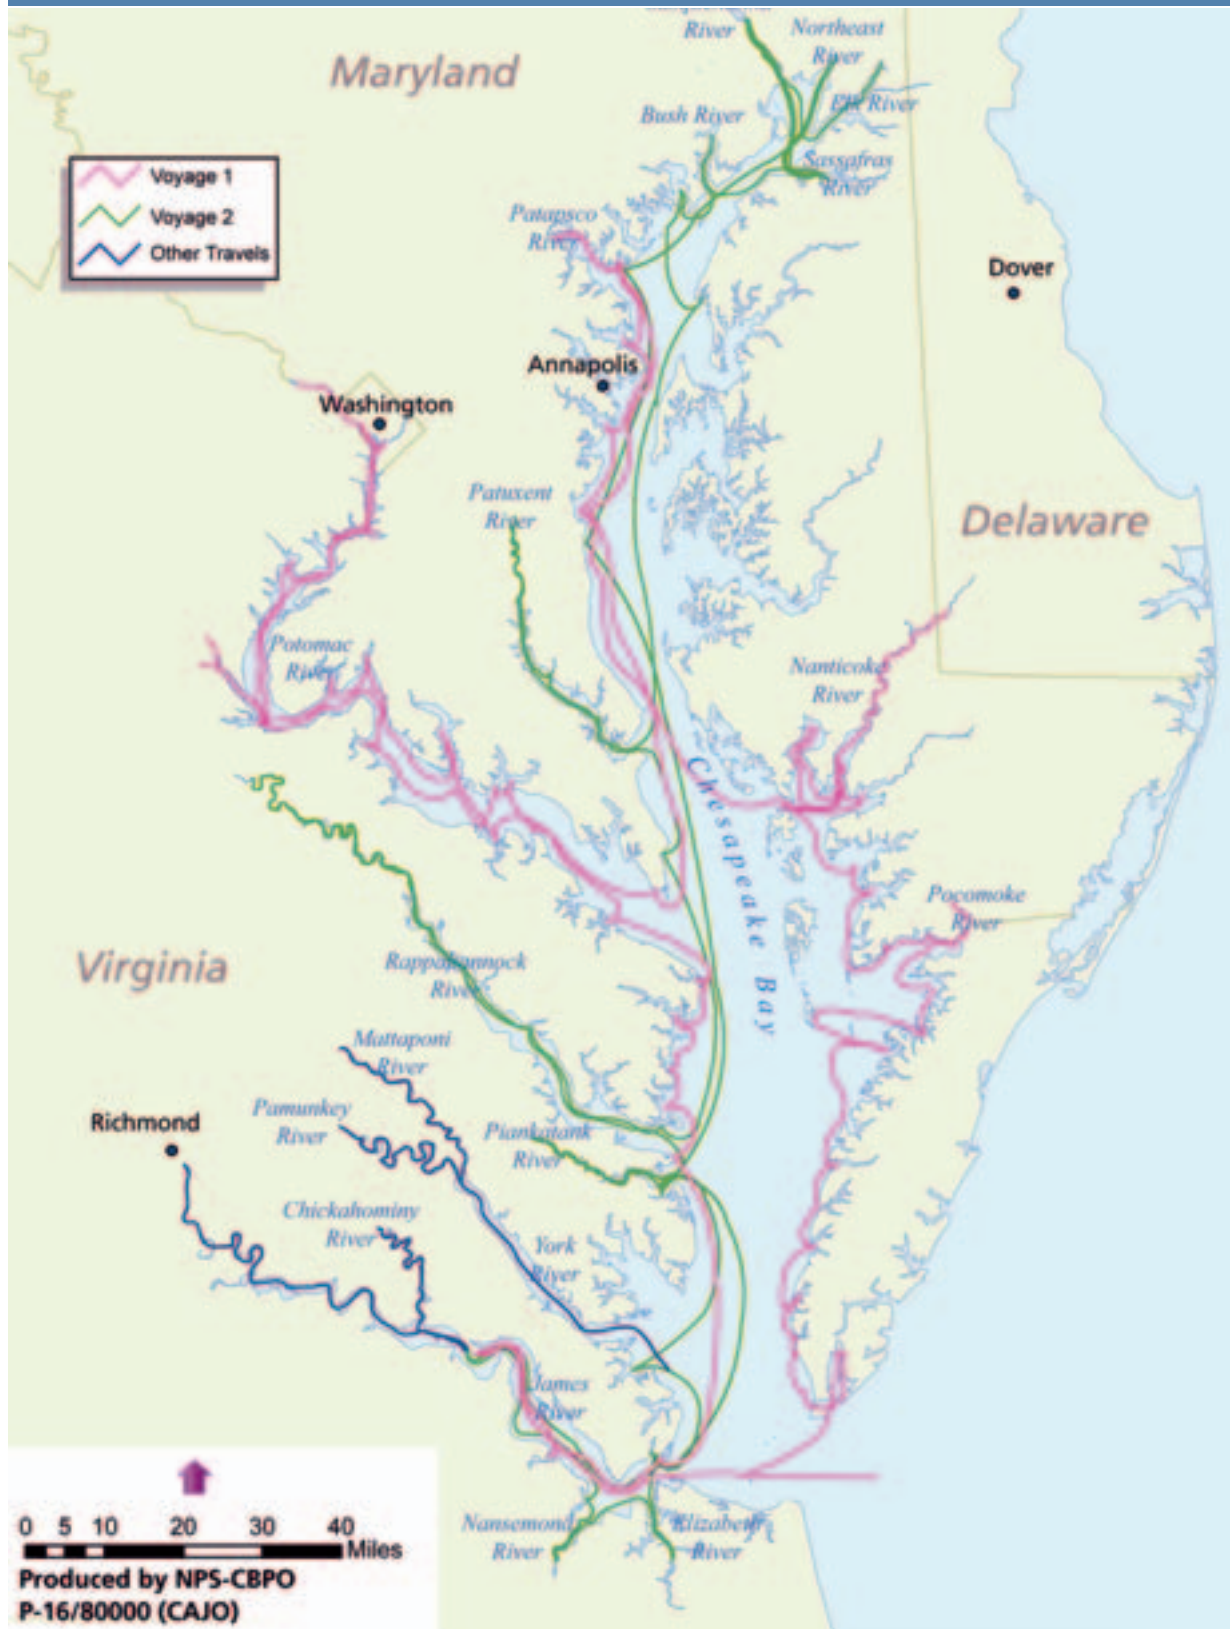 River
Northeast
River
Maryland
Elk River
Bush River
Sassafras
River
Voyage 1
Voyage 2
Other Travels
Patapsco
River
Dover
Annapolis
Washington
Patuxent
River
Delaware
Potomac
River
Nanticoke
River
Chesapeake Bay
Pocomoke
River
Virginia
Rappahannock
River
Mattaponi
River
Richmond
Pamunkey
River
Piankatank
River
Chickahominy
River
York
River
James
River
Nansemond
River
Elizabeth
River
0 5 10 20 30 40
Miles
Produced by NPS-CBPO
P-16/80000 (CAJO)